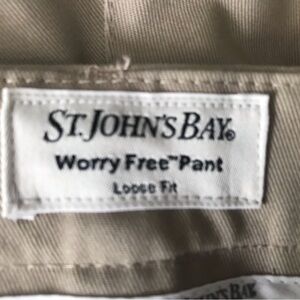 ST. JOHN'S BAY®
Worry Free™ Pant
Loose Fit